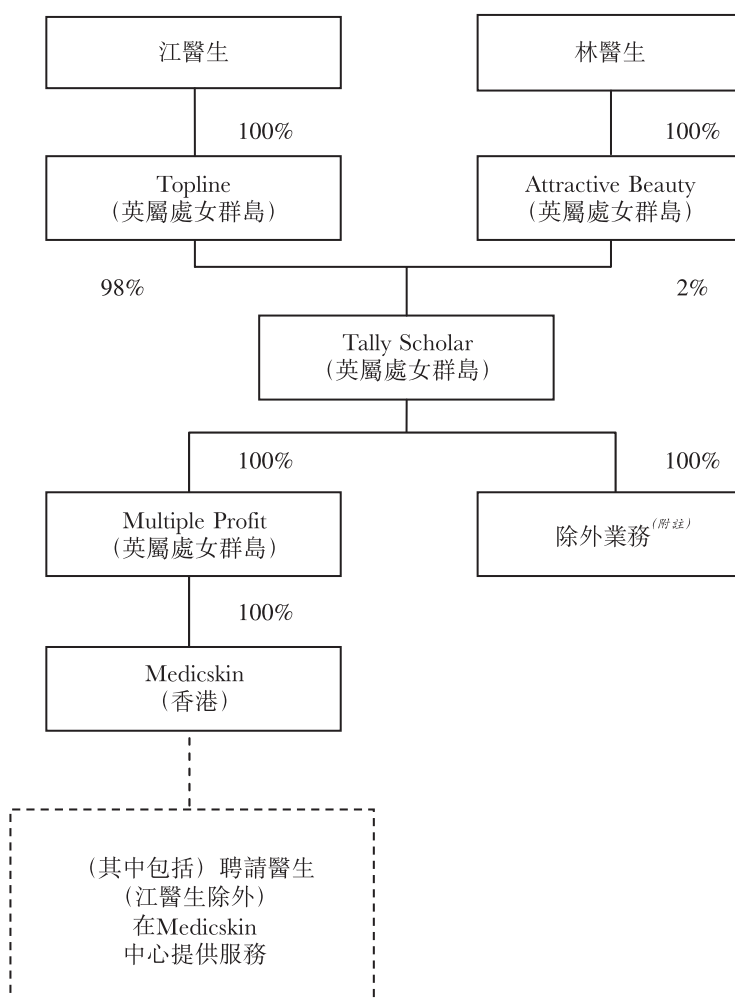 江醫生
林醫生
100%
100%
Topline
(英屬處女群島)
Attractive Beauty
(英屬處女群島)
98%
2%
Tally Scholar
(英屬處女群島)
100%
100%
Multiple Profit
(英屬處女群島)
除外業務(附註)
100%
Medicskin
(香港)
(其中包括)聘請醫生
(江醫生除外)
在Medicskin
中心提供服務